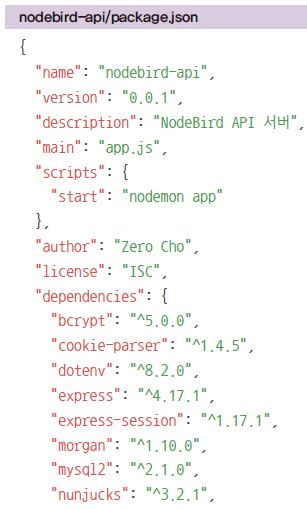 nodebird-api/package.json
{
  "name": "nodebird-api",
  "version": "0.0.1",
  "description": "NodeBird API 서버",
  "main": "app.js",
  "scripts": {
    "start": "nodemon app"
  },
  "author": "Zero Cho",
  "license": "ISC",
  "dependencies": {
    "bcrypt": "^5.0.0",
    "cookie-parser": "^1.4.5",
    "dotenv": "^8.2.0",
    "express": "^4.17.1",
    "express-session": "^1.17.1",
    "morgan": "^1.10.0",
    "mysql2": "^2.1.0",
    "nunjucks": "^3.2.1",